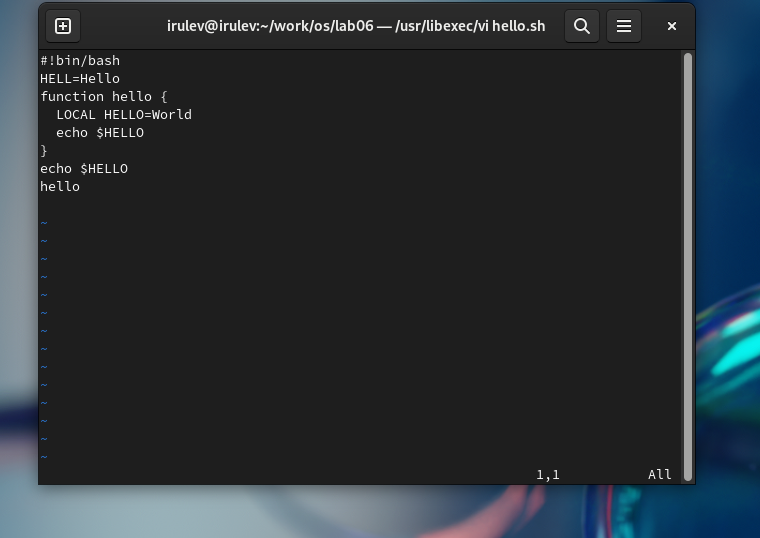 irulev@irulev:~/work/os/lab06 — /usr/libexec/vi hello.sh
#!bin/bash
HELL=Hello
function hello {
  LOCAL HELLO=World
  echo $HELLO
}
echo $HELLO
hello
~
~
~
~
~
~
~
~
~
~
~
~
~
~
1,1 All